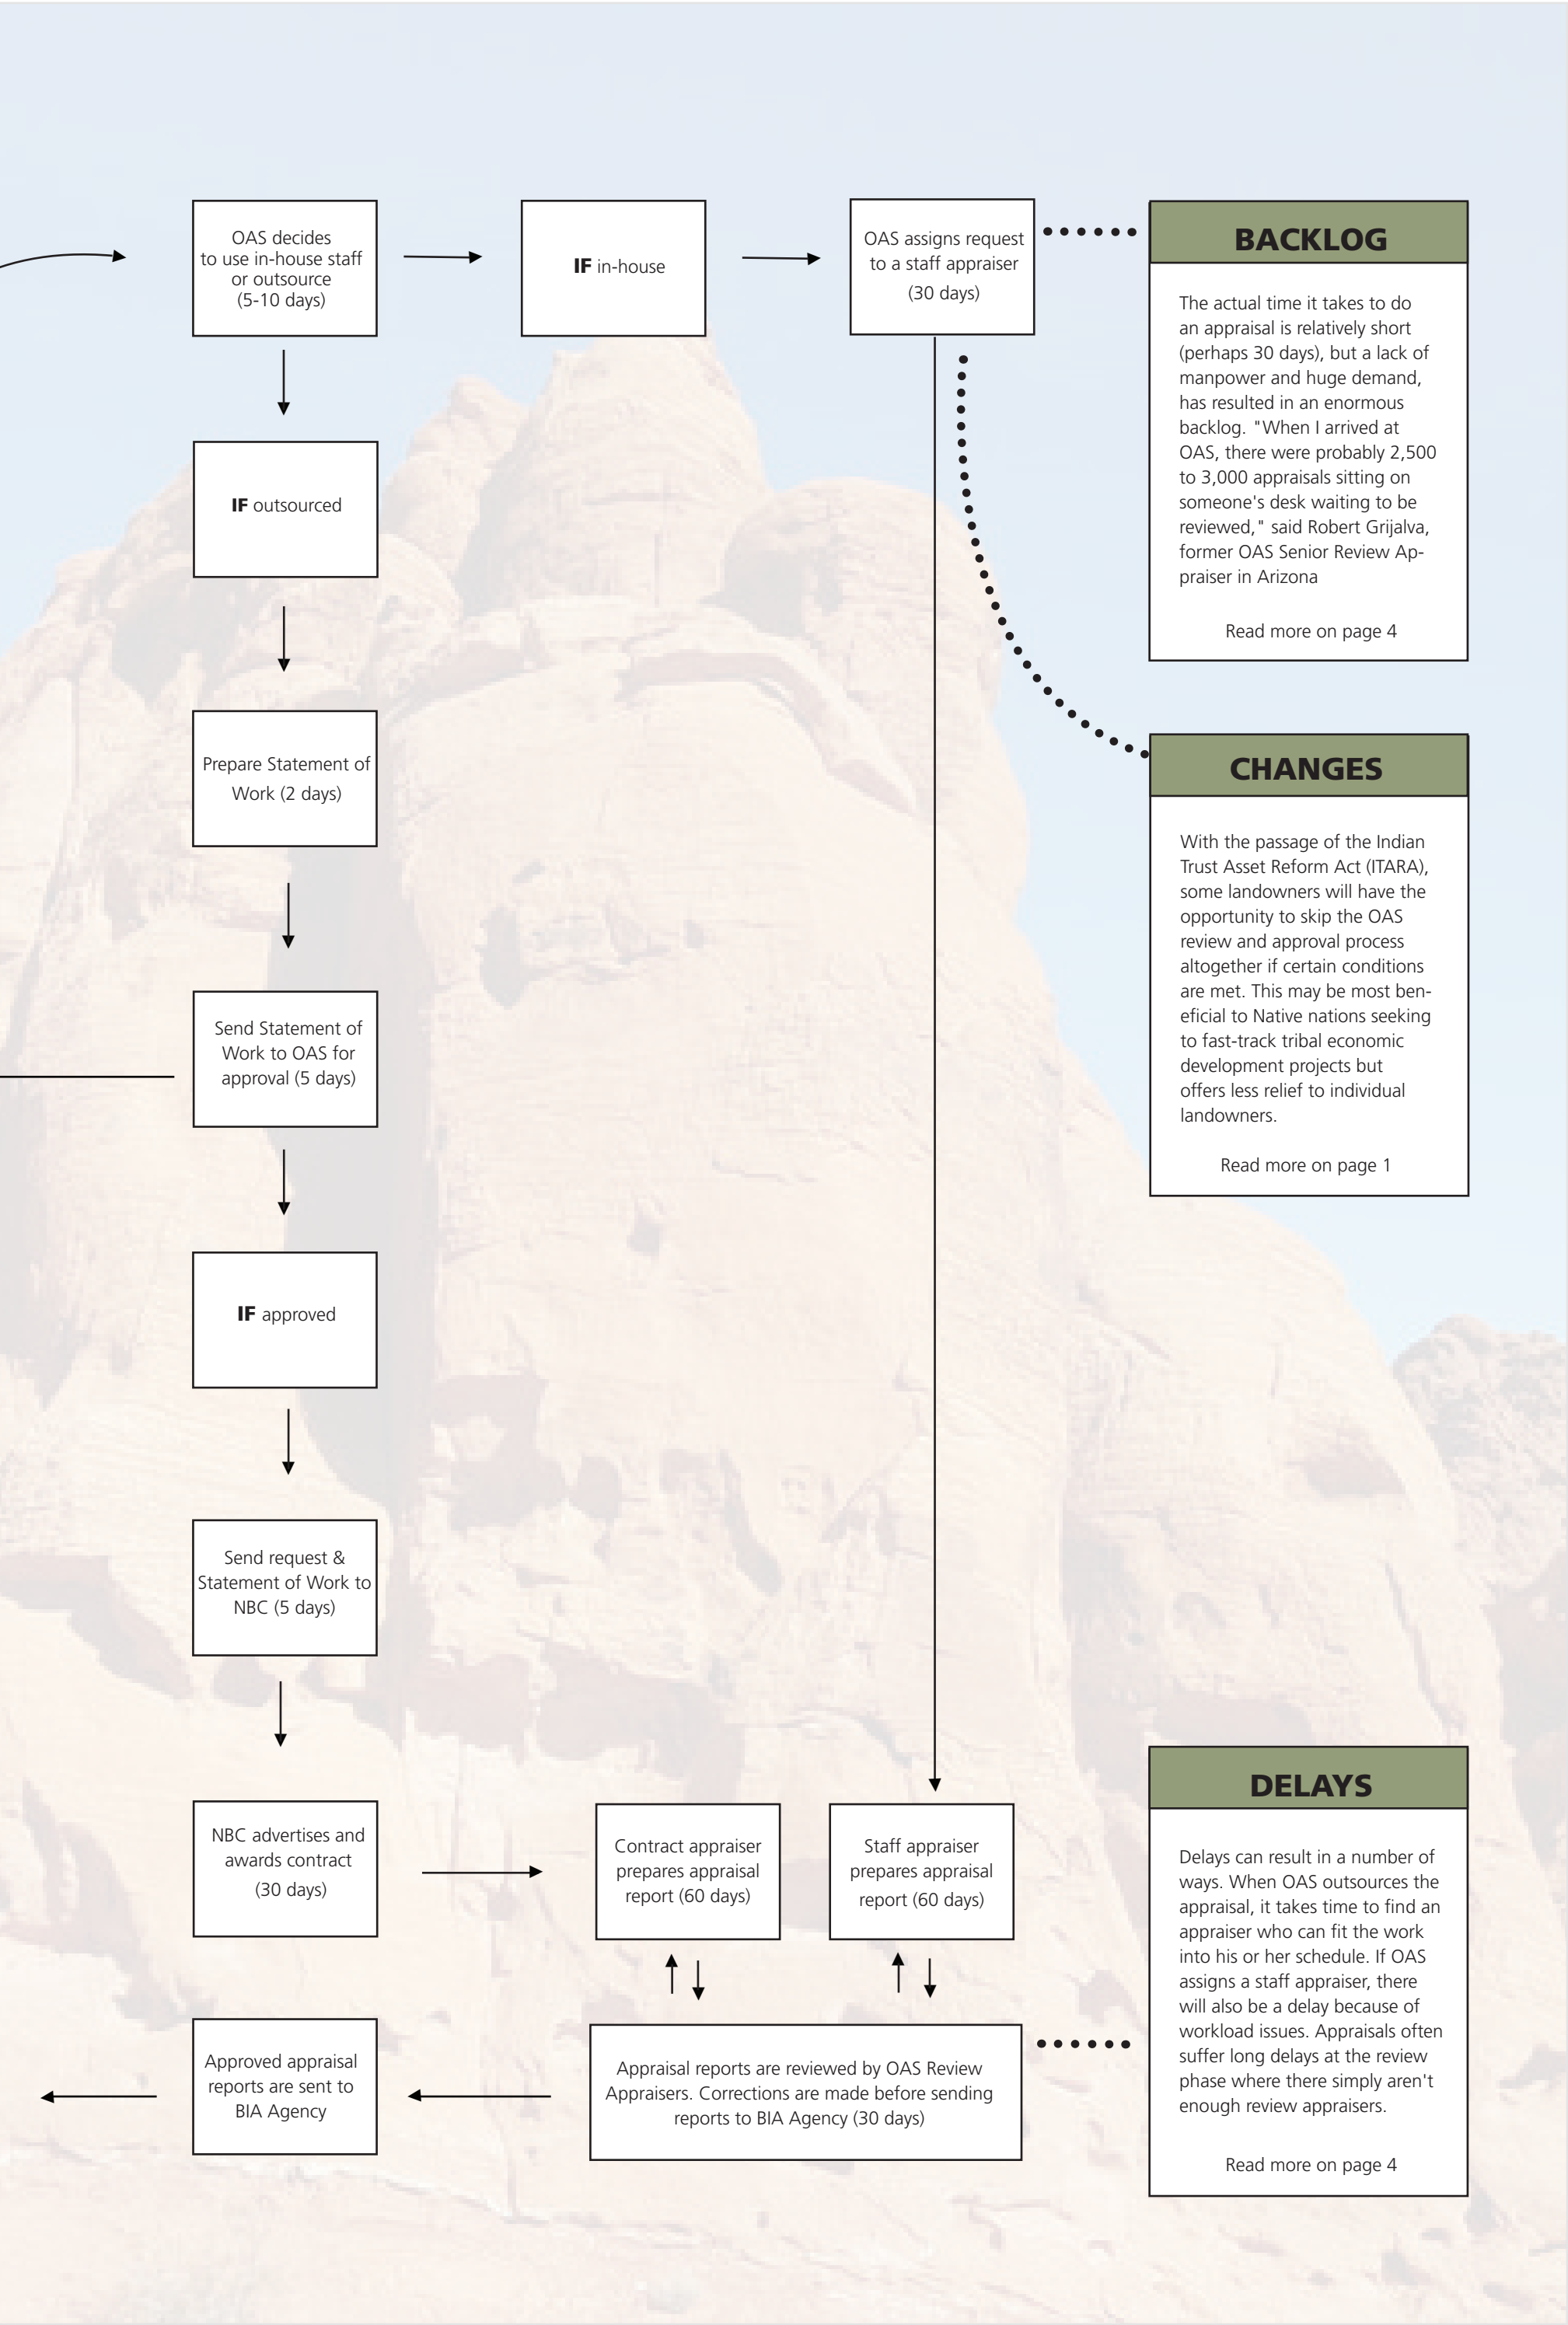 OAS decides
to use in-house staff
or outsource
(5-10 days)
IF in-house
OAS assigns request
to a staff appraiser
(30 days)
BACKLOG
The actual time it takes to do
an appraisal is relatively short
(perhaps 30 days), but a lack of
manpower and huge demand,
has resulted in an enormous
backlog. "When I arrived at
OAS, there were probably 2,500
to 3,000 appraisals sitting on
someone's desk waiting to be
reviewed," said Robert Grijalva,
former OAS Senior Review Ap-
praiser in Arizona
Read more on page 4
IF outsourced
Prepare Statement of
Work (2 days)
CHANGES
With the passage of the Indian
Trust Asset Reform Act (ITARA),
some landowners will have the
opportunity to skip the OAS
review and approval process
altogether if certain conditions
are met. This may be most ben-
eficial to Native nations seeking
to fast-track tribal economic
development projects but
offers less relief to individual
landowners.
Read more on page 1
Send Statement of
Work to OAS for
approval (5 days)
IF approved
Send request &
Statement of Work to
NBC (5 days)
NBC advertises and
awards contract
(30 days)
Contract appraiser
prepares appraisal
report (60 days)
Staff appraiser
prepares appraisal
report (60 days)
DELAYS
Delays can result in a number of
ways. When OAS outsources the
appraisal, it takes time to find an
appraiser who can fit the work
into his or her schedule. If OAS
assigns a staff appraiser, there
will also be a delay because of
workload issues. Appraisals often
suffer long delays at the review
phase where there simply aren't
enough review appraisers.
Read more on page 4
Approved appraisal
reports are sent to
BIA Agency
Appraisal reports are reviewed by OAS Review
Appraisers. Corrections are made before sending
reports to BIA Agency (30 days)